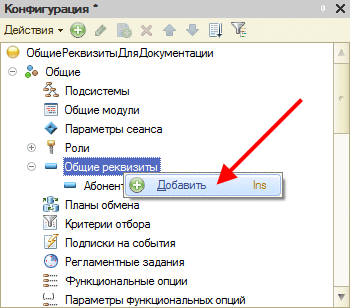 Конфигурация *
Действия
ОбщиеРеквизитыДляДокументации
Общие
Подсистемы
Общие модули
Параметры сеанса
Роли
Общие реквизиты
Абонент
Добавить Ins
Планы обмена
Критерии отбора
Подписки на события
Регламентные задания
Функциональные опции
Параметры функциональных опций